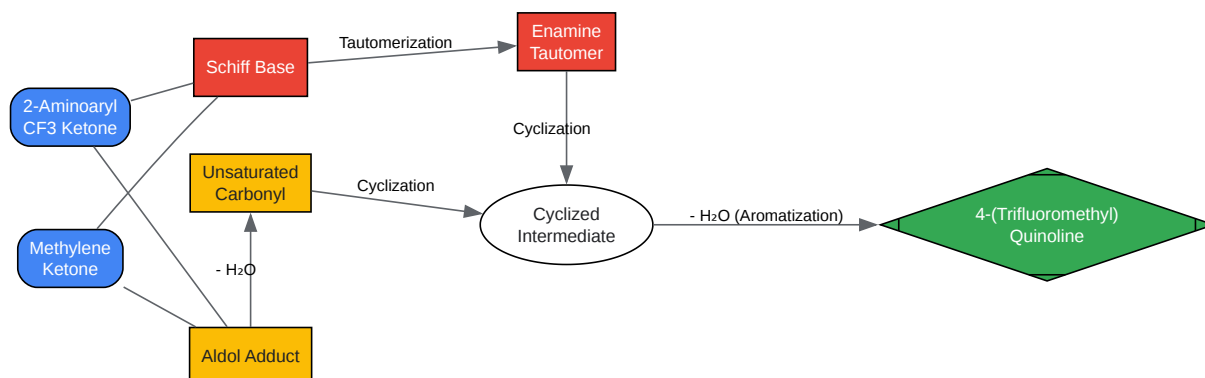 Enamine
Tautomer
Tautomerization
Schiff Base
2-Aminoaryl
CF3 Ketone
Cyclization
Unsaturated
Carbonyl
Cyclization
Cyclized
Intermediate
- H₂O (Aromatization)
4-(Trifluoromethyl)
Quinoline
Methylene
Ketone
- H₂O
Aldol Adduct